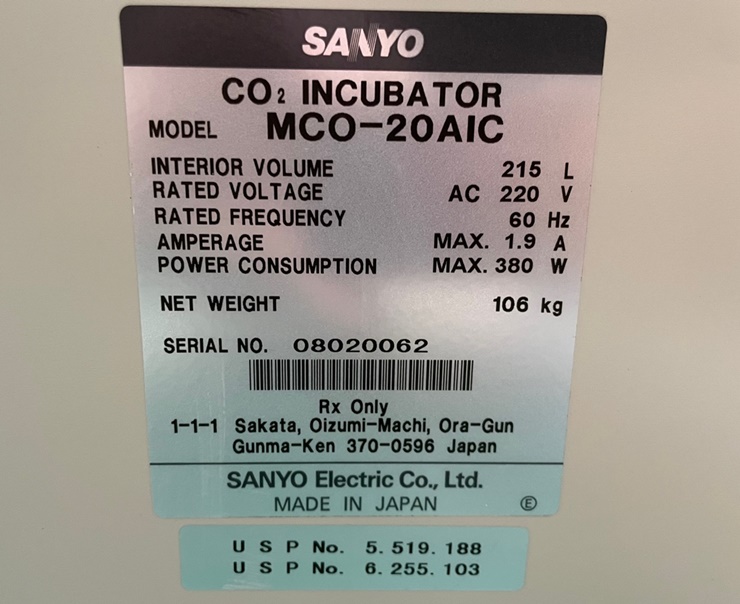 SANYO
CO₂ INCUBATOR
MODEL MCO-20AIC
INTERIOR VOLUME 215 L
RATED VOLTAGE AC 220 V
RATED FREQUENCY 60 Hz
AMPERAGE MAX. 1.9 A
POWER CONSUMPTION MAX. 380 W
NET WEIGHT 106 kg
SERIAL NO. 08020062
Rx Only
1-1-1 Sakata, Oizumi-Machi, Ora-Gun
Gunma-Ken 370-0596 Japan
SANYO Electric Co., Ltd.
MADE IN JAPAN Ⓔ
U S P No. 5. 519. 188
U S P No. 6. 255. 103